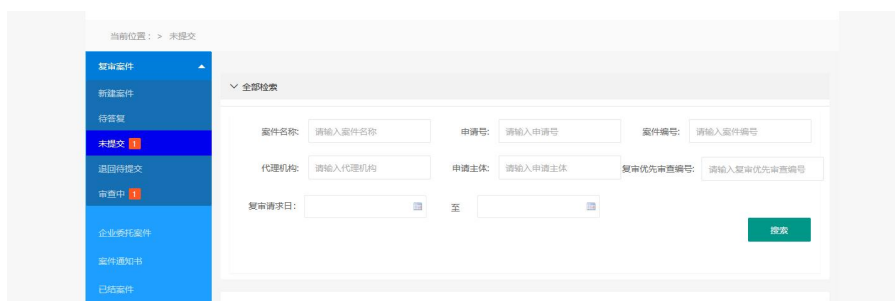 当前位置： > 未提交
复审案件
新建案件
待答复
未提交 1
退回待提交
审查中 1
企业委托案件
案件通知书
已结案件
全部检索
案件名称: 请输入案件名称 申请号: 请输入申请号 案件编号: 请输入案件编号
代理机构: 请输入代理机构 申请主体: 请输入申请主体 复审优先审查编号: 请输入复审优先审查编号
复审请求日: 至
搜索